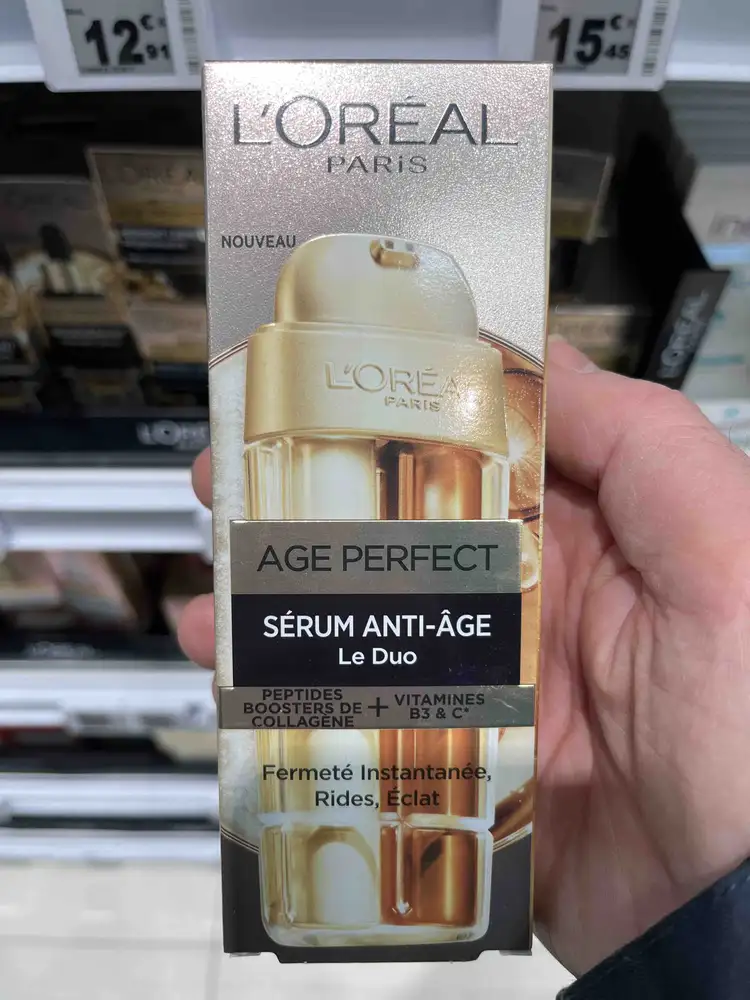 12 €91
15 €45
L'ORÉAL
PARIS
NOUVEAU
L'ORÉA
PARIS
AGE PERFECT
SÉRUM ANTI-ÂGE
Le Duo
PEPTIDES
BOOSTERS DE
COLLAGÈNE
+
VITAMINES
B3 & C*
Fermeté Instantanée,
Rides, Éclat
L'ORÉAL